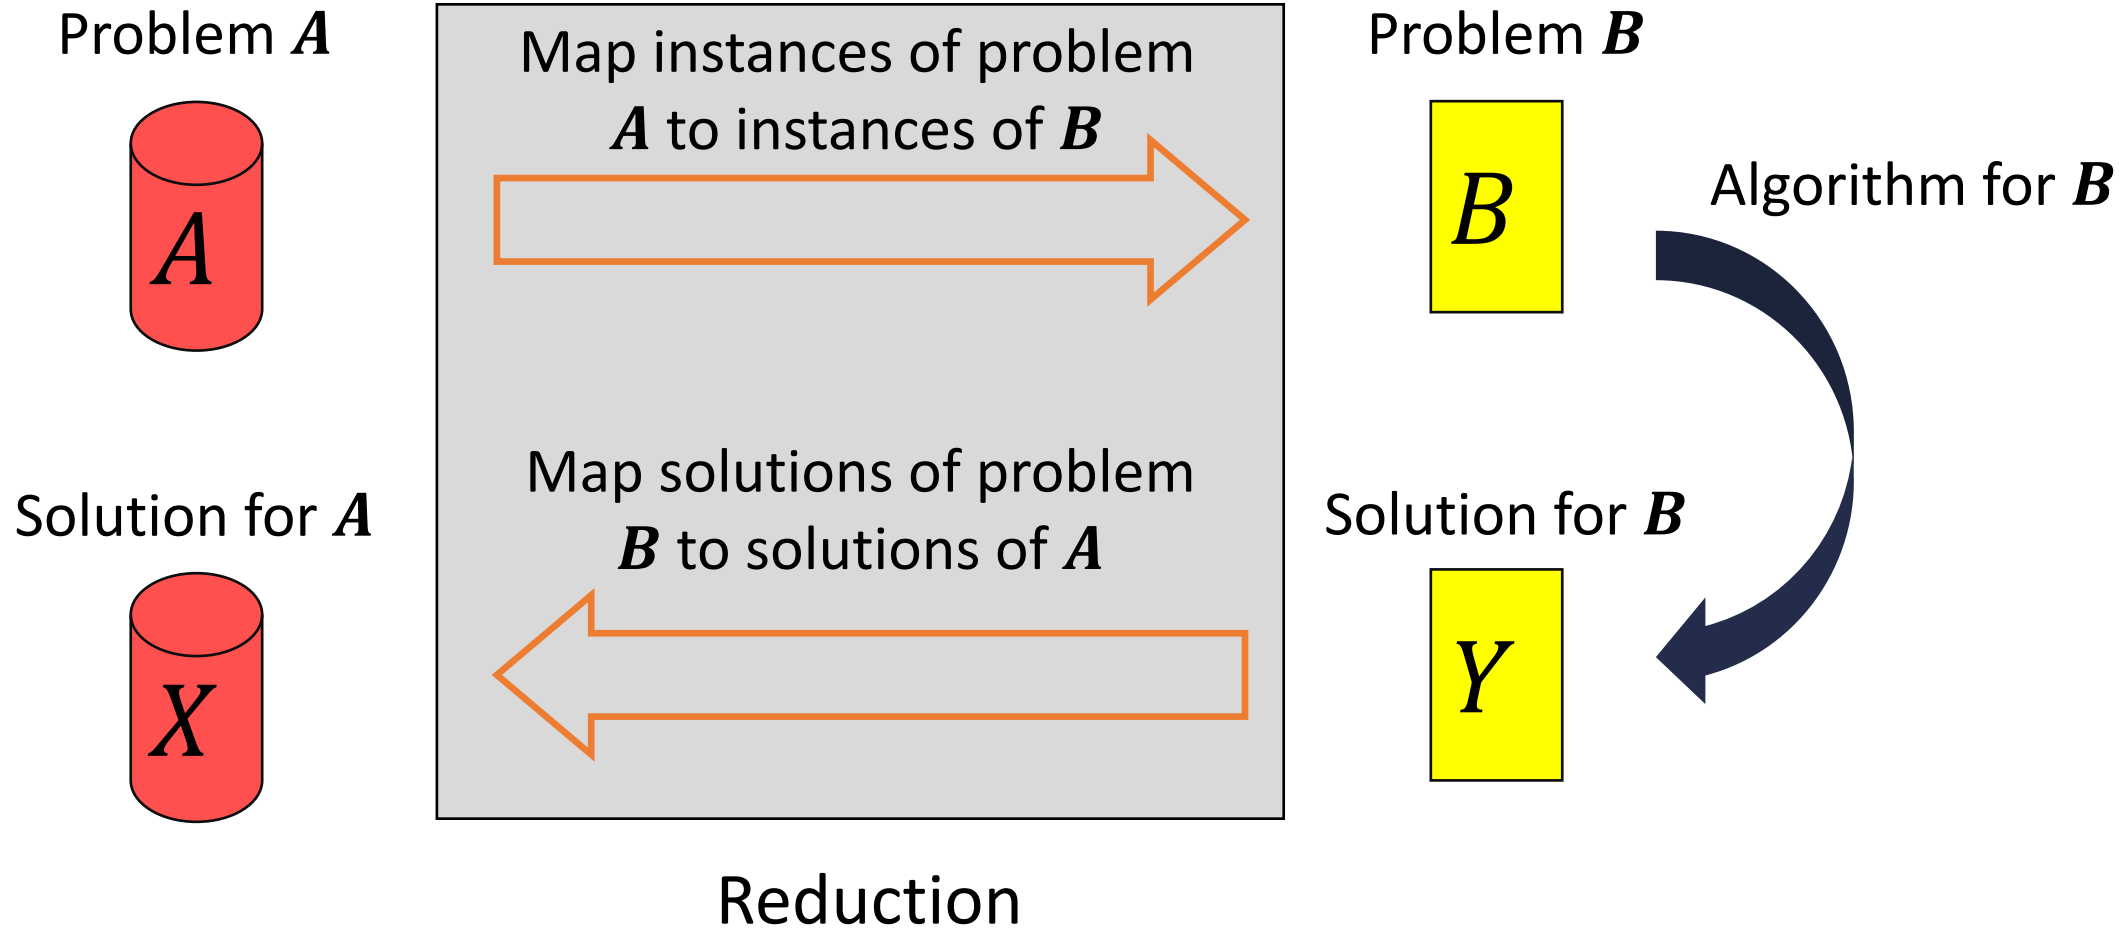 Problem A
Map instances of problem
A to instances of B
Problem B
A
B
Algorithm for B
Solution for A
Map solutions of problem
B to solutions of A
Solution for B
X
Y
Reduction